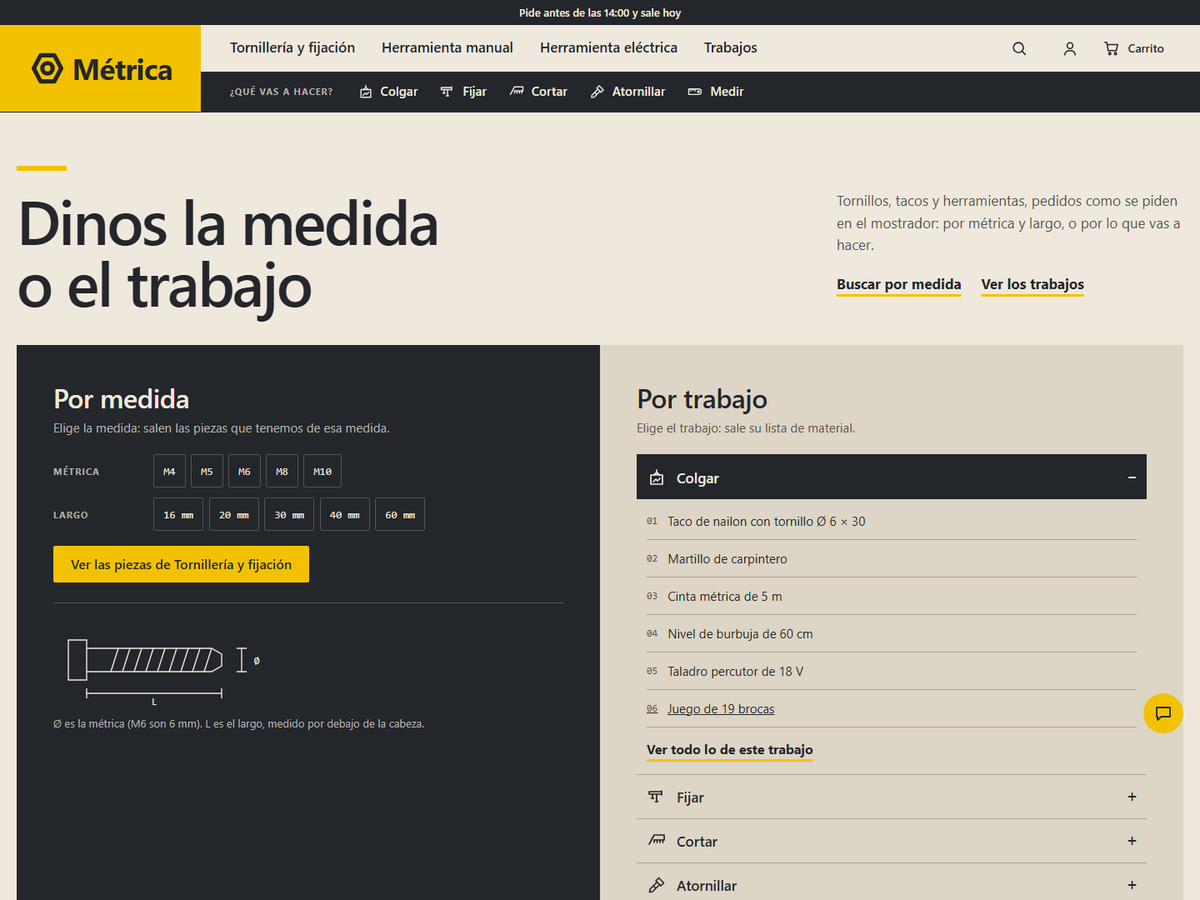 Pide antes de las 14:00 y sale hoy
Métrica
Tornillería y fijación Herramienta manual Herramienta eléctrica Trabajos
Carrito
¿QUÉ VAS A HACER? Colgar Fijar Cortar Atornillar Medir
Dinos la medida
o el trabajo
Tornillos, tacos y herramientas, pedidos como se piden
en el mostrador: por métrica y largo, o por lo que vas a
hacer.
Buscar por medida Ver los trabajos
Por medida
Elige la medida: salen las piezas que tenemos de esa medida.
MÉTRICA M4 M5 M6 M8 M10
LARGO 16 mm 20 mm 30 mm 40 mm 60 mm
Ver las piezas de Tornillería y fijación
Ø
L
Ø es la métrica (M6 son 6 mm). L es el largo, medido por debajo de la cabeza.
Por trabajo
Elige el trabajo: sale su lista de material.
Colgar −
01 Taco de nailon con tornillo Ø 6 × 30
02 Martillo de carpintero
03 Cinta métrica de 5 m
04 Nivel de burbuja de 60 cm
05 Taladro percutor de 18 V
06 Juego de 19 brocas
Ver todo lo de este trabajo
Fijar +
Cortar +
Atornillar +